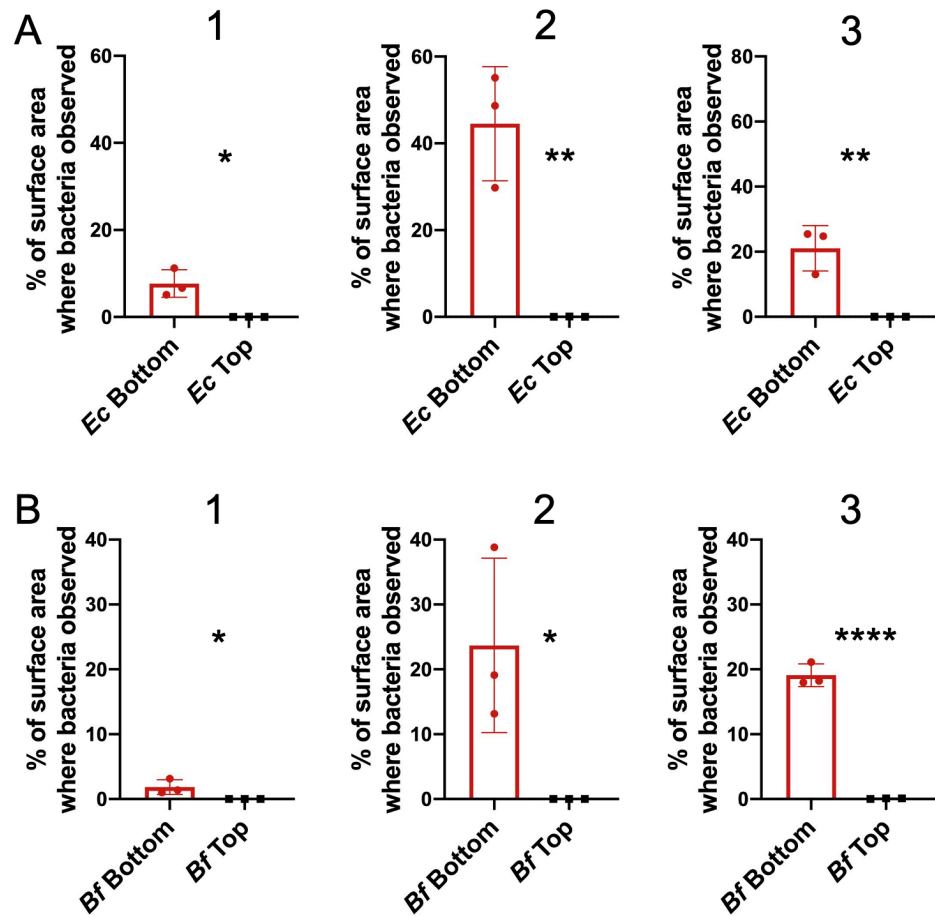 A
1
2
3
% of surface area
where bacteria observed
60
40
20
0
*
Ec Bottom
Ec Top
% of surface area
where bacteria observed
60
40
20
0
**
Ec Bottom
Ec Top
% of surface area
where bacteria observed
80
60
40
20
0
**
Ec Bottom
Ec Top
B
1
2
3
% of surface area
where bacteria observed
40
30
20
10
0
*
Bf Bottom
Bf Top
% of surface area
where bacteria observed
40
30
20
10
0
*
Bf Bottom
Bf Top
% of surface area
where bacteria observed
40
30
20
10
0
****
Bf Bottom
Bf Top